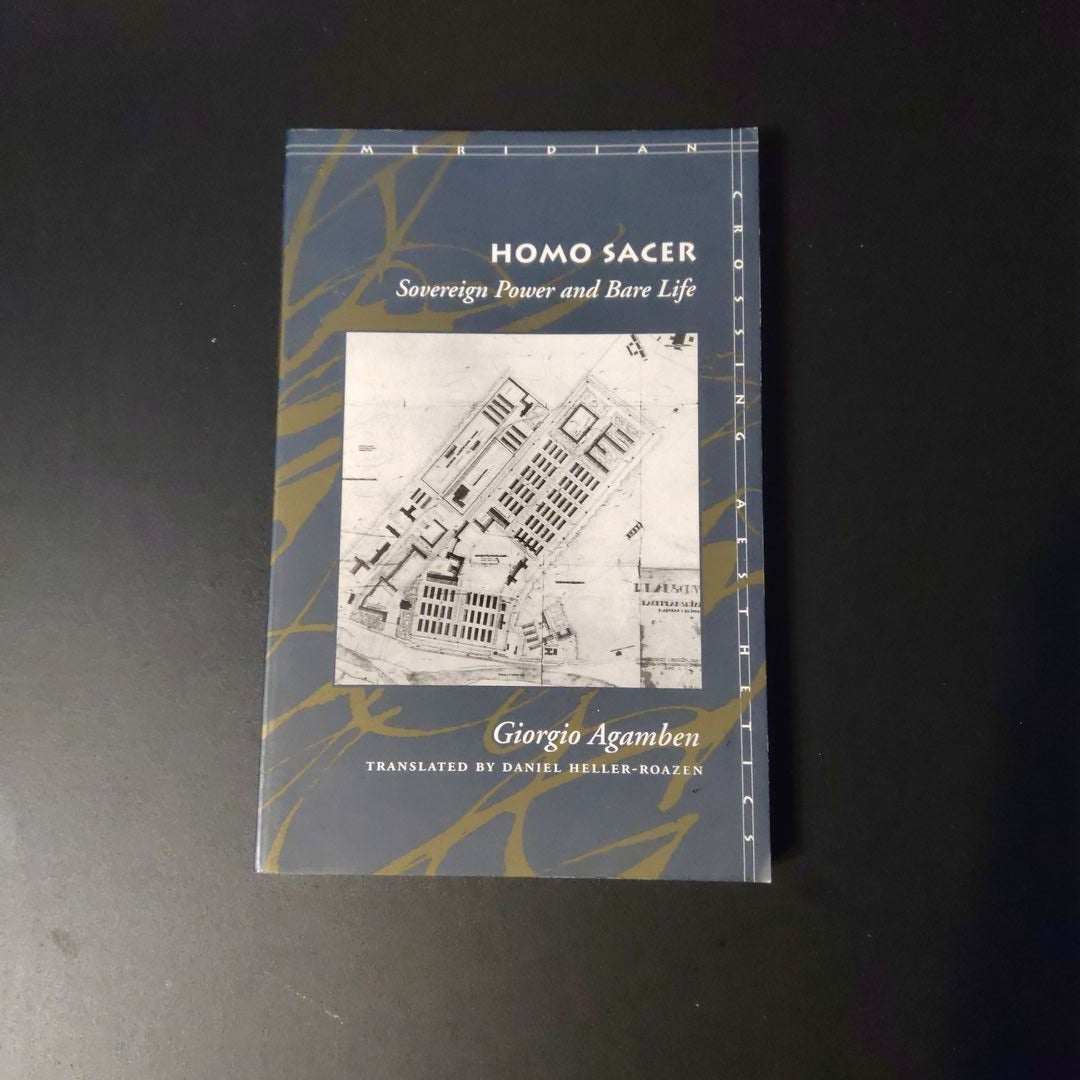 MERIDIAN
CROSSING AESTHETICS
HOMO SACER
Sovereign Power and Bare Life
Giorgio Agamben
TRANSLATED BY DANIEL HELLER-ROAZEN